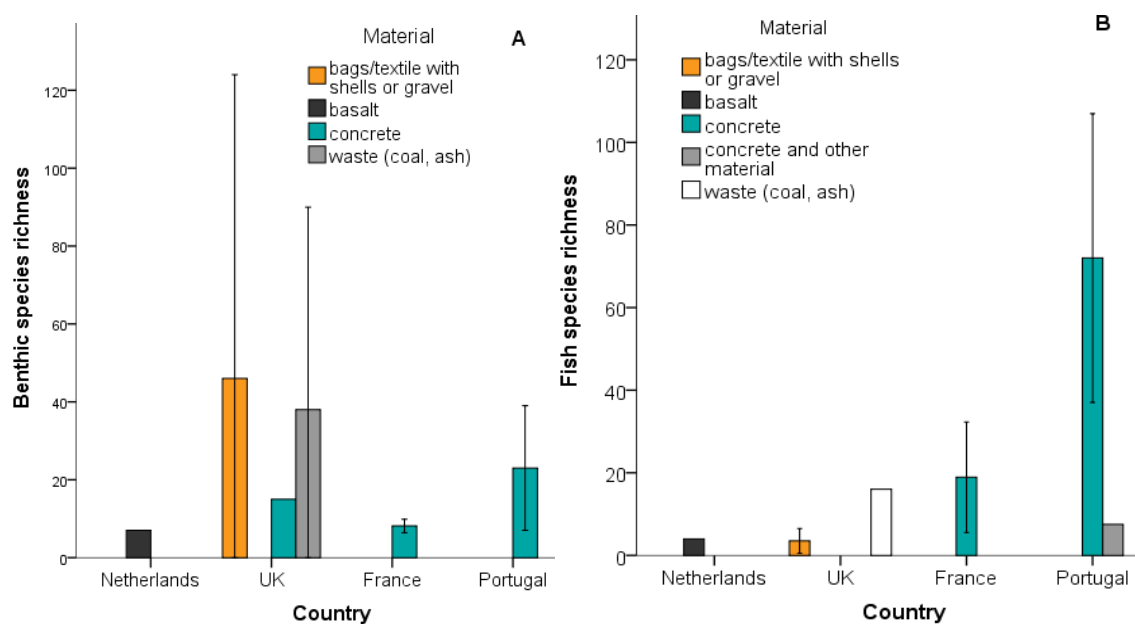 A
Material
bags/textile with
shells or gravel
basalt
concrete
waste (coal, ash)
Benthic species richness
120
100
80
60
40
20
0
Netherlands
UK
France
Portugal
Country
B
Material
bags/textile with shells
or gravel
basalt
concrete
concrete and other
material
waste (coal, ash)
Fish species richness
120
100
80
60
40
20
0
Netherlands
UK
France
Portugal
Country